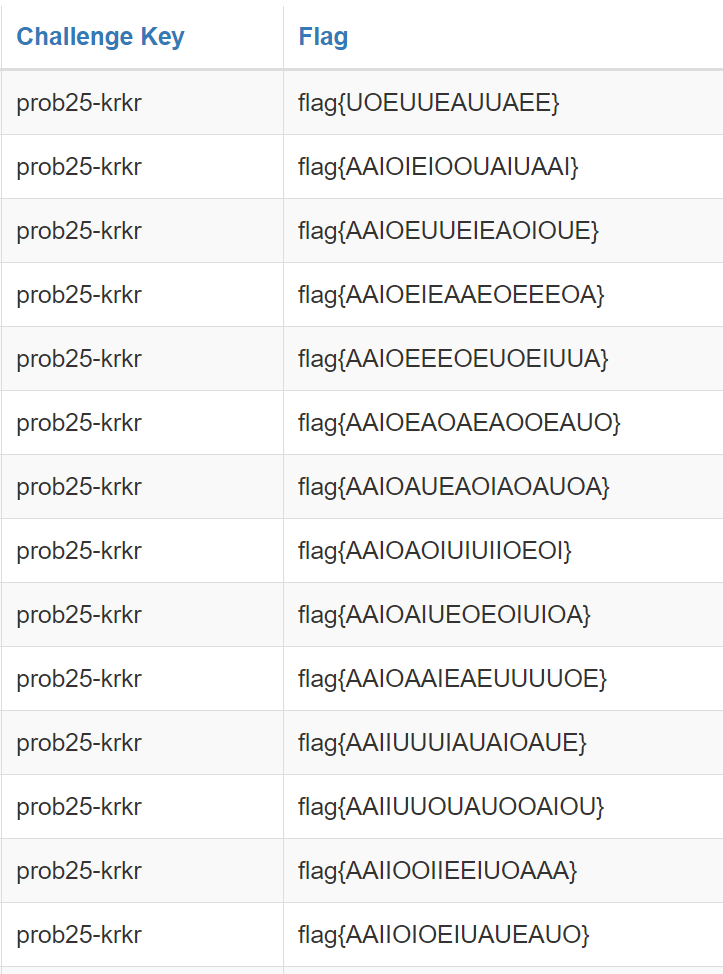 Challenge Key Flag
prob25-krkr flag{UOEUUEAUUAEE}
prob25-krkr flag{AAIOIEIOOUAIUAAI}
prob25-krkr flag{AAIOEUUEIEAOIOUE}
prob25-krkr flag{AAIOEIEAAEOEEEOA}
prob25-krkr flag{AAIOEEEOEUOEIUUA}
prob25-krkr flag{AAIOEAOAEAOOEAUO}
prob25-krkr flag{AAIOAUEAOIAOAUOA}
prob25-krkr flag{AAIOAOIUIUIIOEOI}
prob25-krkr flag{AAIOAIUEOEOIUIOA}
prob25-krkr flag{AAIOAAIEAEUUUUOE}
prob25-krkr flag{AAIIUUUIAUAIOAUE}
prob25-krkr flag{AAIIUUOUAUOOAIOU}
prob25-krkr flag{AAIIOOIIEEIUOAAA}
prob25-krkr flag{AAIIOIOEIUAUEAUO}